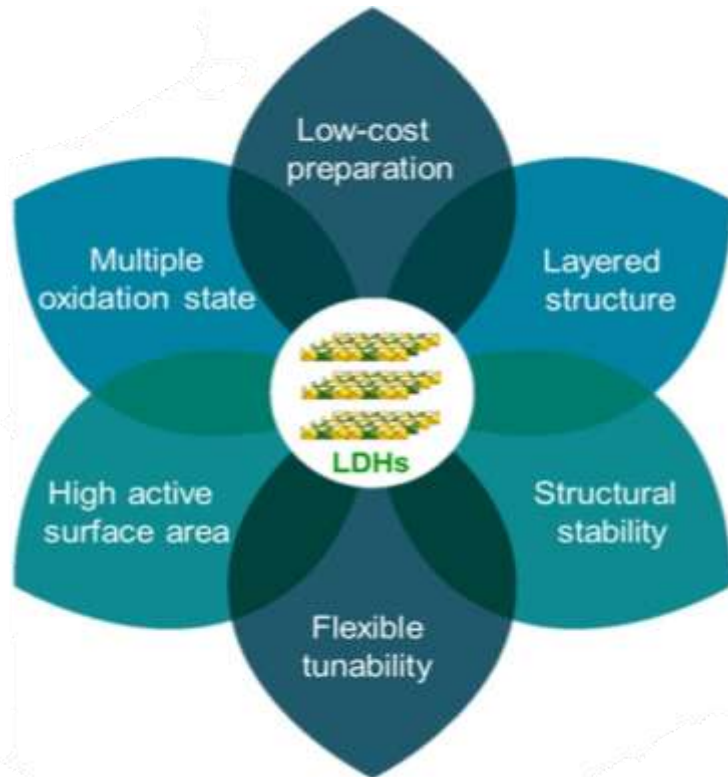 Low-cost
preparation
Multiple
oxidation state
Layered
structure
LDHs
High active
surface area
Structural
stability
Flexible
tunability